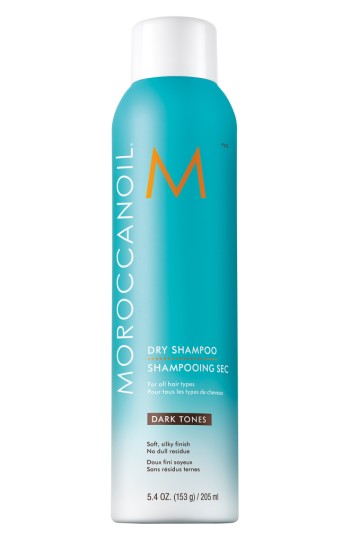 MOROCCANOIL®
M
DRY SHAMPOO
SHAMPOOING SEC
For all hair types
Pour tous les types de cheveux
DARK TONES
Soft, silky finish
No dull residue
Doux fini soyeux
Sans résidus ternes
5.4 OZ. (153 g) / 205 ml